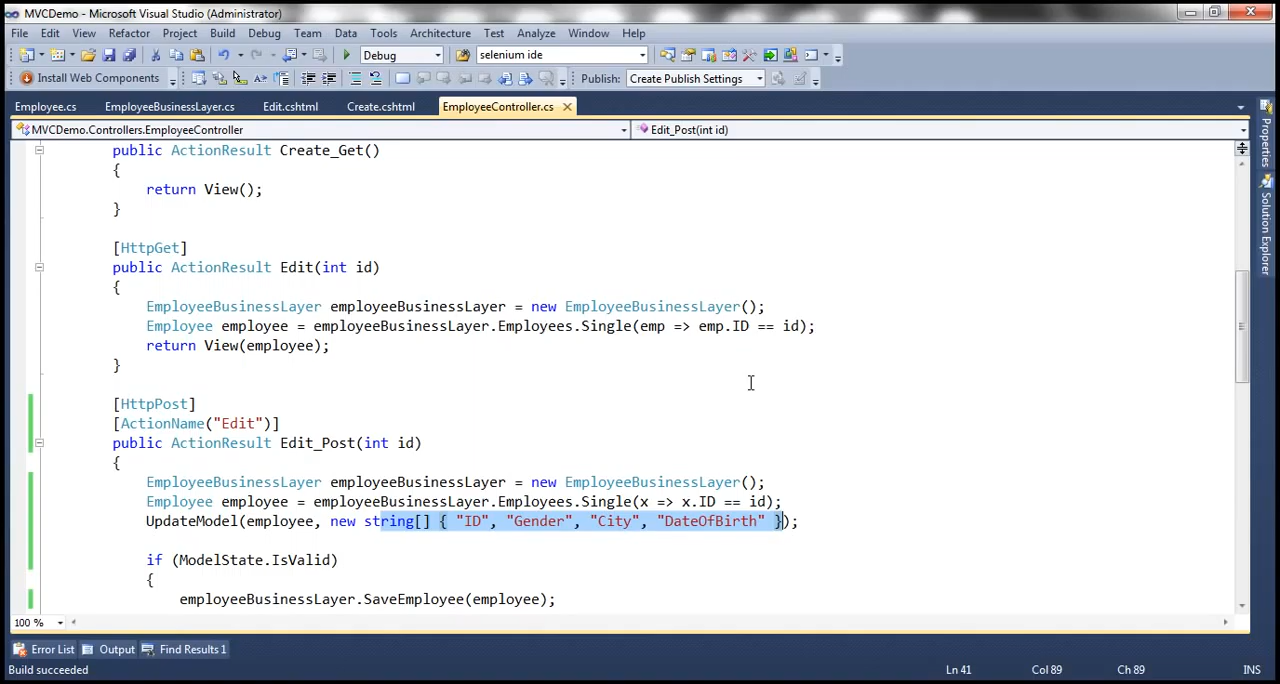 MVCDemo - Microsoft Visual Studio (Administrator)
File Edit View Refactor Project Build Debug Team Data Tools Architecture Test Analyze Window Help
Debug selenium ide
Install Web Components Publish: Create Publish Settings
Employee.cs EmployeeBusinessLayer.cs Edit.cshtml Create.cshtml EmployeeController.cs
MVCDemo.Controllers.EmployeeController Edit_Post(int id)
public ActionResult Create_Get()
{
return View();
}
[HttpGet]
public ActionResult Edit(int id)
{
EmployeeBusinessLayer employeeBusinessLayer = new EmployeeBusinessLayer();
Employee employee = employeeBusinessLayer.Employees.Single(emp => emp.ID == id);
return View(employee);
}
[HttpPost]
[ActionName("Edit")]
public ActionResult Edit_Post(int id)
{
EmployeeBusinessLayer employeeBusinessLayer = new EmployeeBusinessLayer();
Employee employee = employeeBusinessLayer.Employees.Single(x => x.ID == id);
UpdateModel(employee, new string[] { "ID", "Gender", "City", "DateOfBirth" });
if (ModelState.IsValid)
{
employeeBusinessLayer.SaveEmployee(employee);
100 %
Error List Output Find Results 1
Build succeeded Ln 41 Col 89 Ch 89 INS
Properties
Solution Explorer